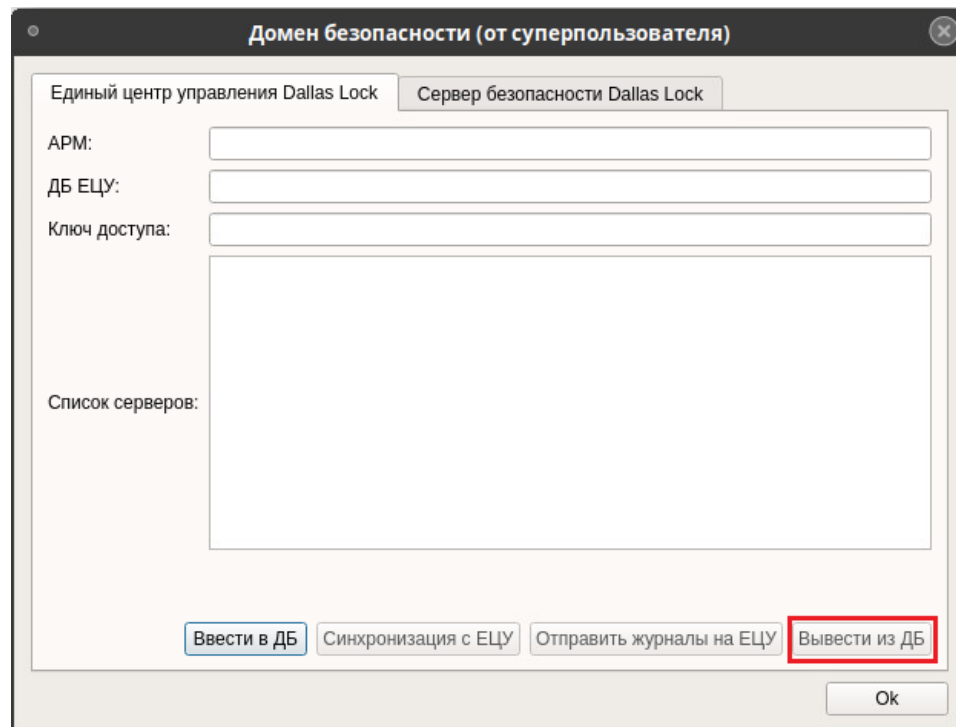 Домен безопасности (от суперпользователя)
Единый центр управления Dallas Lock
Сервер безопасности Dallas Lock
АРМ:
ДБ ЕЦУ:
Ключ доступа:
Список серверов:
Ввести в ДБ
Синхронизация с ЕЦУ
Отправить журналы на ЕЦУ
Вывести из ДБ
Ok